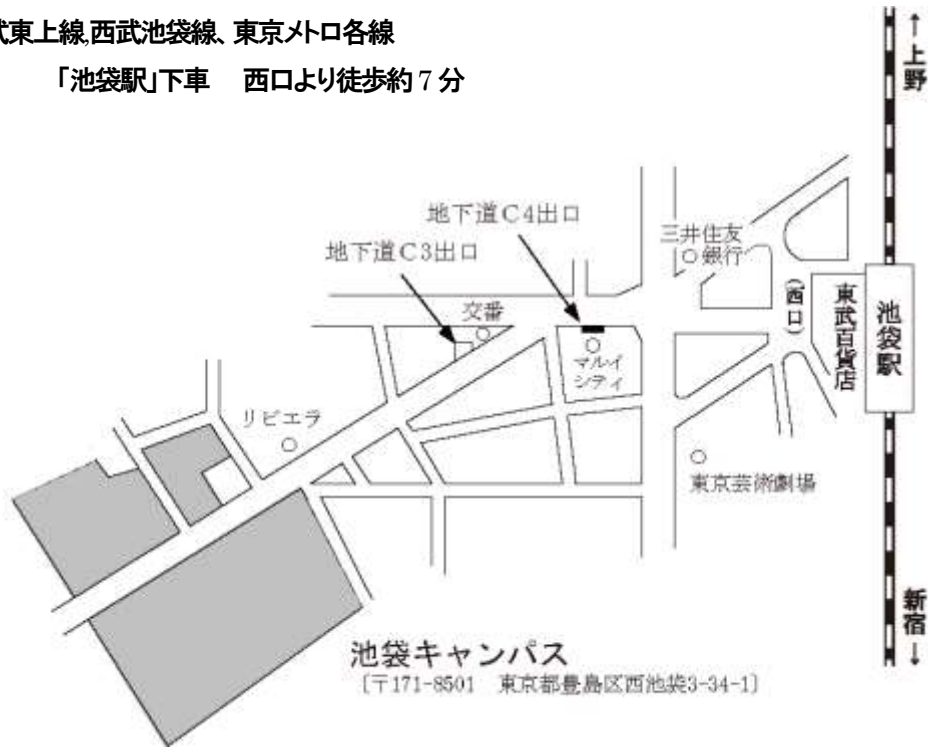 武東上線,西武池袋線、東京メトロ各線
「池袋駅」下車 西口より徒歩約7分
↑上野
地下道C4出口
地下道C3出口
三井住友
銀行
交番
(西口)
東武百貨店
池袋駅
マルイ
シティ
リビエラ
東京芸術劇場
新宿↓
池袋キャンパス
[〒171-8501 東京都豊島区西池袋3-34-1]